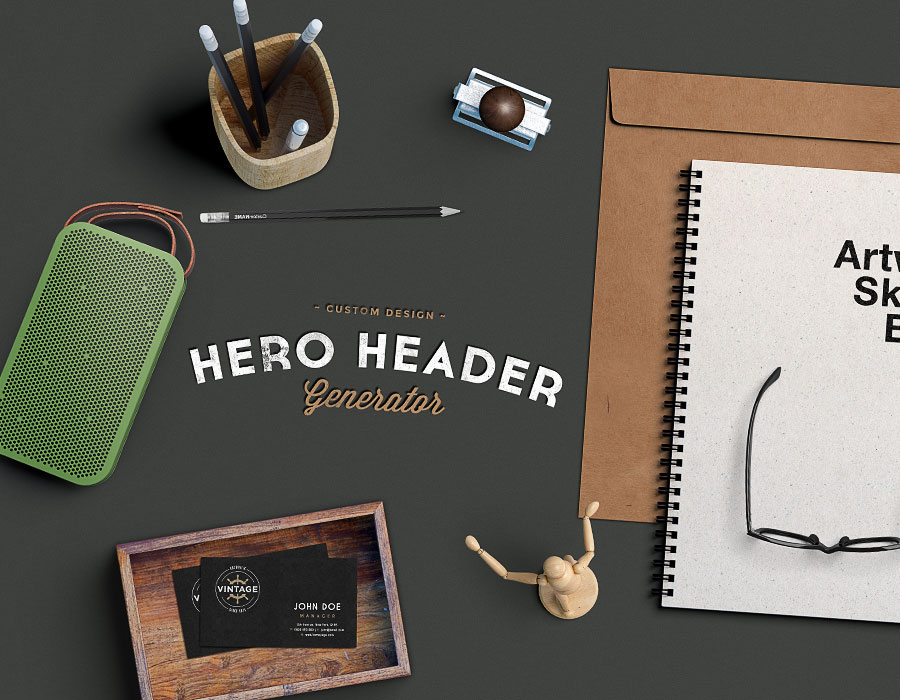 ~ CUSTOM DESIGN ~
HERO HEADER
Generator
Artw
Sk
B
VINTAGE
JOHN DOE
MANAGER